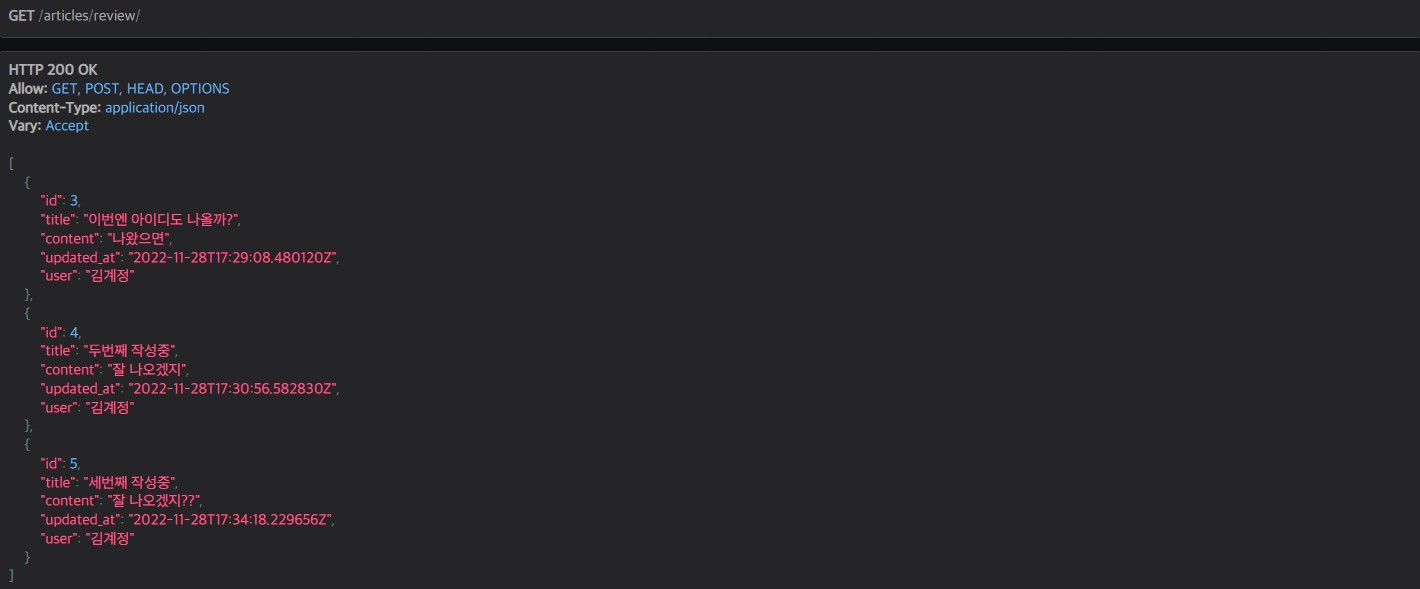 GET /articles/review/
HTTP 200 OK
Allow: GET, POST, HEAD, OPTIONS
Content-Type: application/json
Vary: Accept
[
{
"id": 3,
"title": "이번엔 아이디도 나올까?",
"content": "나왔으면",
"updated_at": "2022-11-28T17:29:08.480120Z",
"user": "김계정"
},
{
"id": 4,
"title": "두번째 작성중",
"content": "잘 나오겠지",
"updated_at": "2022-11-28T17:30:56.582830Z",
"user": "김계정"
},
{
"id": 5,
"title": "세번째 작성중",
"content": "잘 나오겠지??",
"updated_at": "2022-11-28T17:34:18.229656Z",
"user": "김계정"
}
]